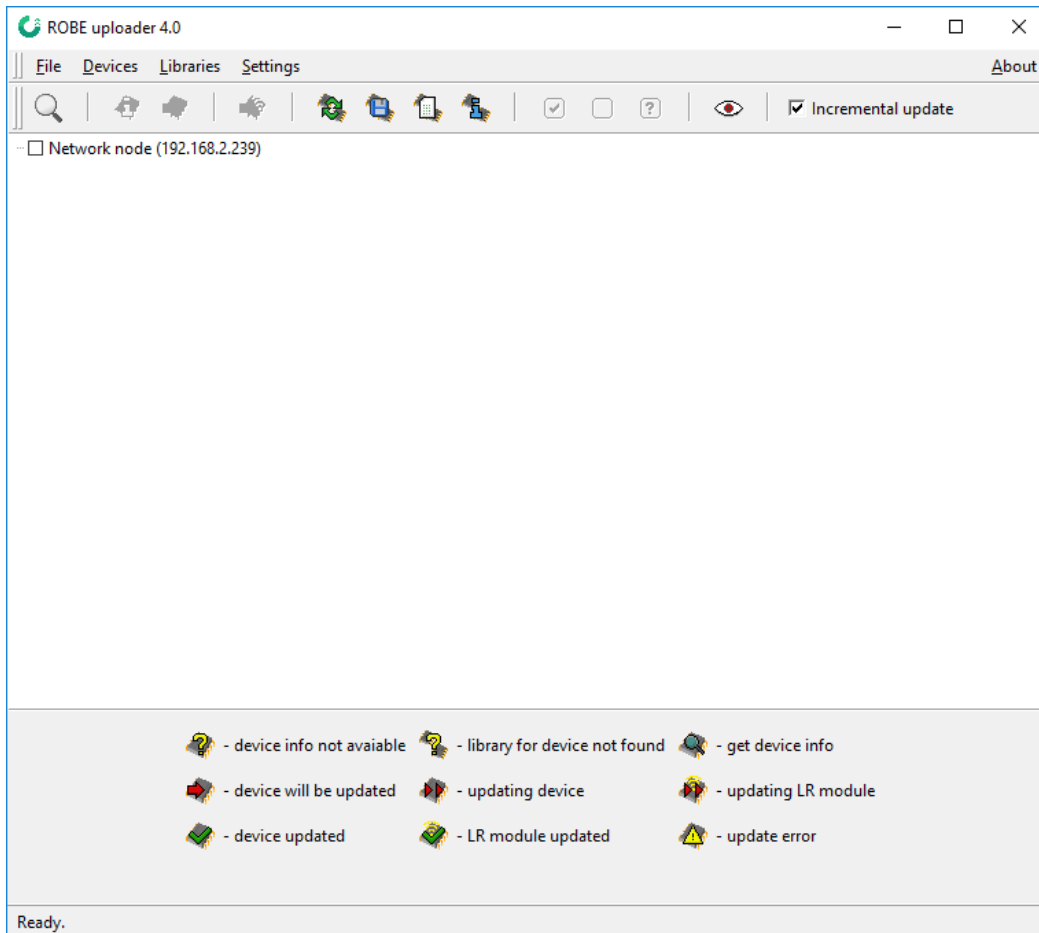 ROBE uploader 4.0
File Devices Libraries Settings About
Incremental update
Network node (192.168.2.239)
- device info not avaiable - library for device not found - get device info
- device will be updated - updating device - updating LR module
- device updated - LR module updated - update error
Ready.